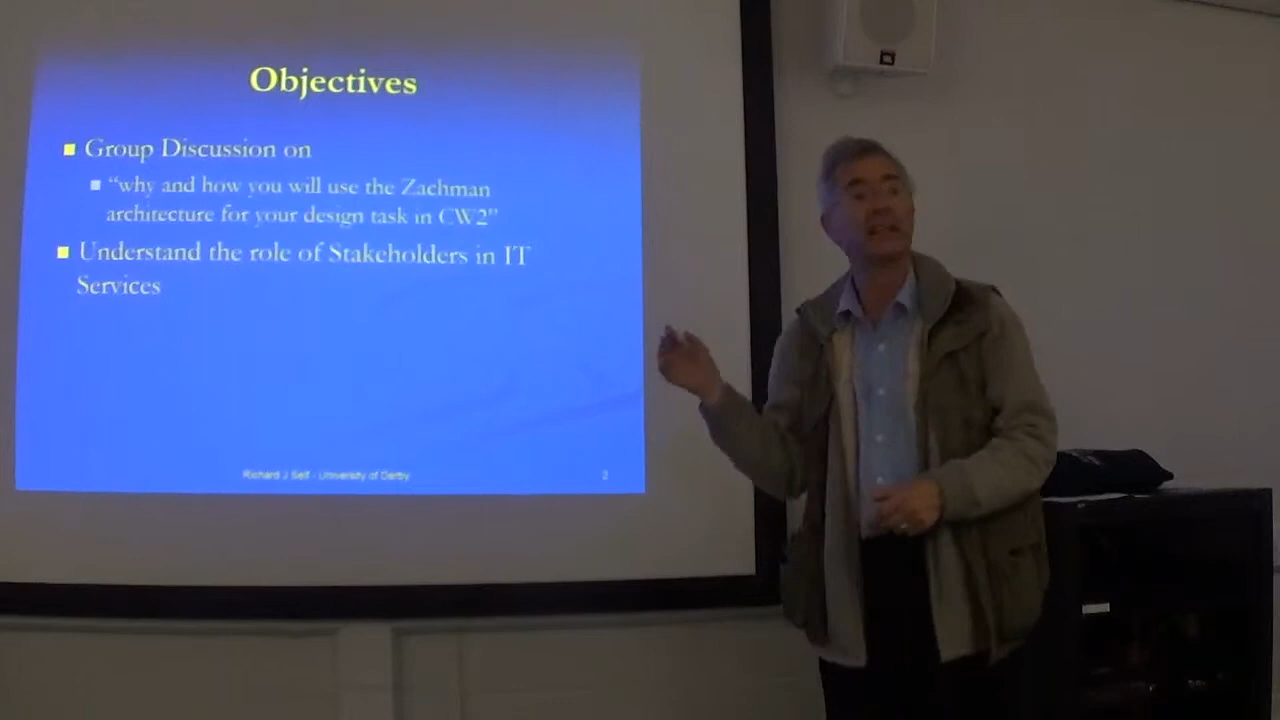 Objectives
Group Discussion on
“why and how you will use the Zachman
architecture for your design task in CW2”
Understand the role of Stakeholders in IT
Services
Richard J Self - University of Derby
2
JBL